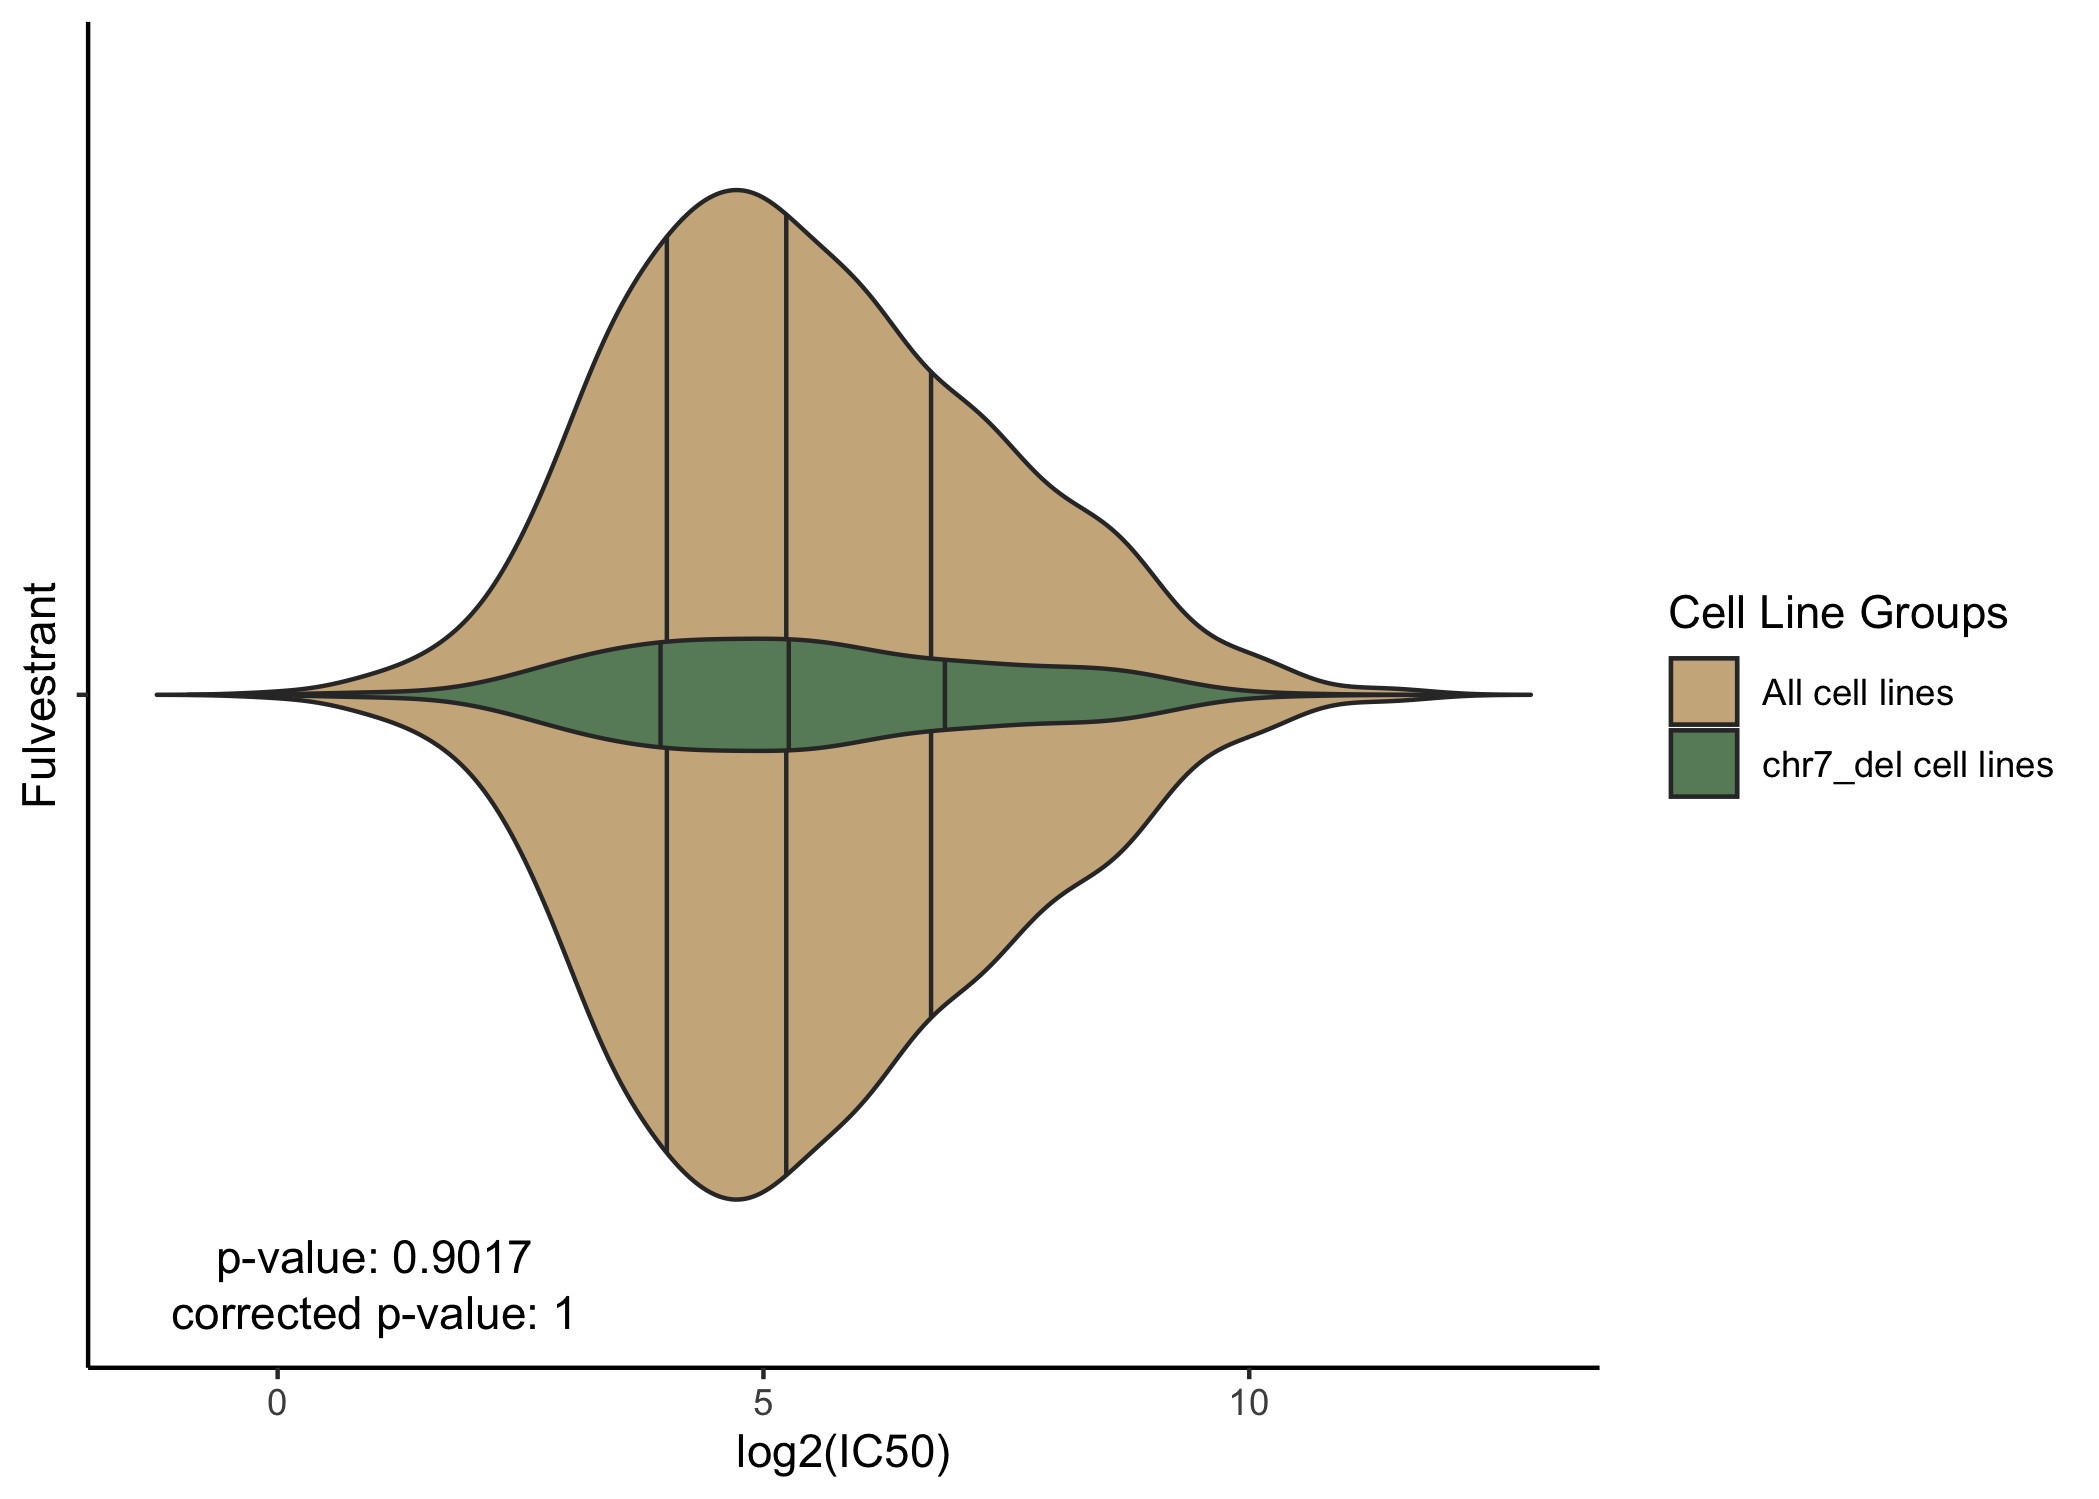 Fulvestrant
p-value: 0.9017
corrected p-value: 1
0 5 10
log2(IC50)
Cell Line Groups
All cell lines
chr7_del cell lines